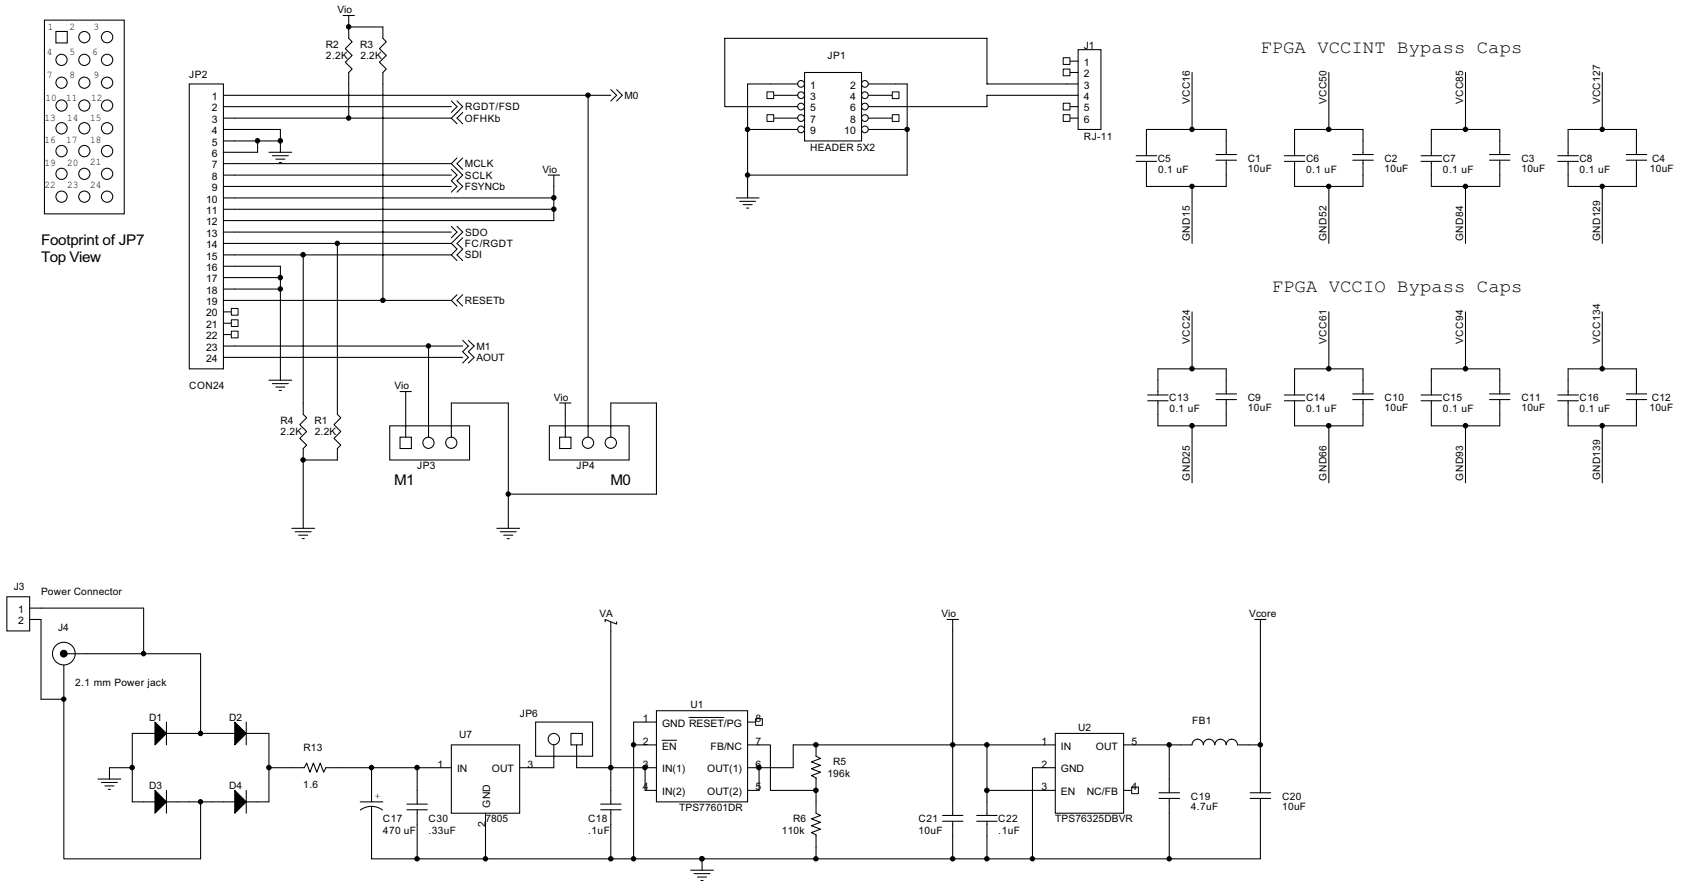 1 2 3
4 5 6
7 8 9
10 11 12
13 14 15
16 17 18
19 20 21
22 23 24
Footprint of JP7
Top View
Vio
R2
2.2K
R3
2.2K
JP2
1
2
3
4
5
6
7
8
9
10
11
12
13
14
15
16
17
18
19
20
21
22
23
24
CON24
M0
RGDT/FSD
OFHKb
MCLK
SCLK
FSYNCb
Vio
SDO
FC/RGDT
SDI
RESETb
M1
AOUT
R4
2.2K
R1
2.2K
Vio
JP3
M1
Vio
JP4
M0
JP1
1 2
3 4
5 6
7 8
9 10
HEADER 5X2
J1
1
2
3
4
5
6
RJ-11
FPGA VCCINT Bypass Caps
VCC16
C5
0.1 uF
C1
10uF
GND15
VCC50
C6
0.1 uF
C2
10uF
GND52
VCC85
C7
0.1 uF
C3
10uF
GND84
VCC127
C8
0.1 uF
C4
10uF
GND129
FPGA VCCIO Bypass Caps
VCC24
C13
0.1 uF
C9
10uF
GND25
VCC61
C14
0.1 uF
C10
10uF
GND66
VCC94
C15
0.1 uF
C11
10uF
GND93
VCC134
C16
0.1 uF
C12
10uF
GND139
J3
Power Connector
1
2
J4
2.1 mm Power jack
D1
D2
D3
D4
R13
1.6
C17
470 uF
+
C30
.33uF
U7
1
IN
OUT
3
GND
2
7805
JP6
VA
C18
.1uF
U1
1 GND RESET/PG 8
2 EN FB/NC 7
3 IN(1) OUT(1) 6
4 IN(2) OUT(2) 5
TPS77601DR
R5
196k
R6
110k
Vio
C21
10uF
C22
.1uF
U2
1 IN OUT 5
2 GND
3 EN NC/FB 4
TPS76325DBVR
FB1
C19
4.7uF
Vcore
C20
10uF